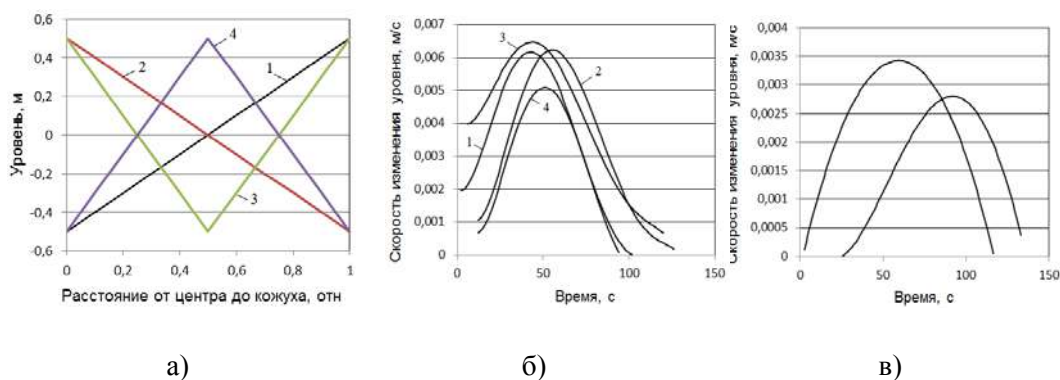 Уровень, м
0,6
0,4
0,2
0
-0,2
-0,4
-0,6
0 0,2 0,4 0,6 0,8 1
Расстояние от центра до кожуха, отн
1
2
3
4
а)
Скорость изменения уровня, м/с
0,007
0,006
0,005
0,004
0,003
0,002
0,001
0
0 50 100 150
Время, с
3
2
1
4
б)
Скорость изменения уровня, м/с
0,004
0,0035
0,003
0,0025
0,002
0,0015
0,001
0,0005
0
0 50 100 150
Время, с
в)